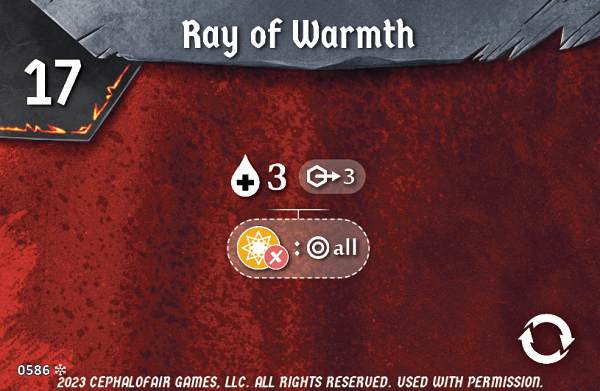 Ray of Warmth
17
3 3
: all
0586
2023 CEPHALOFAIR GAMES, LLC. ALL RIGHTS RESERVED. USED WITH PERMISSION.